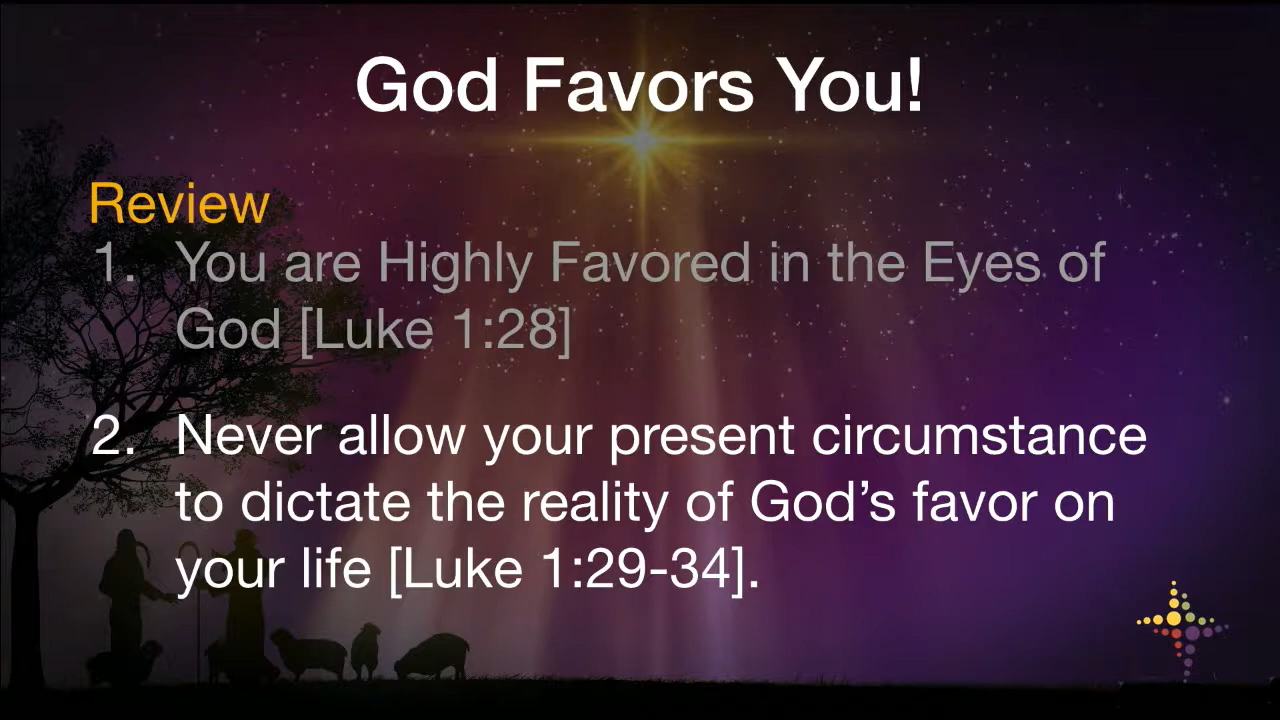 God Favors You!
Review
1. You are Highly Favored in the Eyes of
God [Luke 1:28]
2. Never allow your present circumstance
to dictate the reality of God’s favor on
your life [Luke 1:29-34].